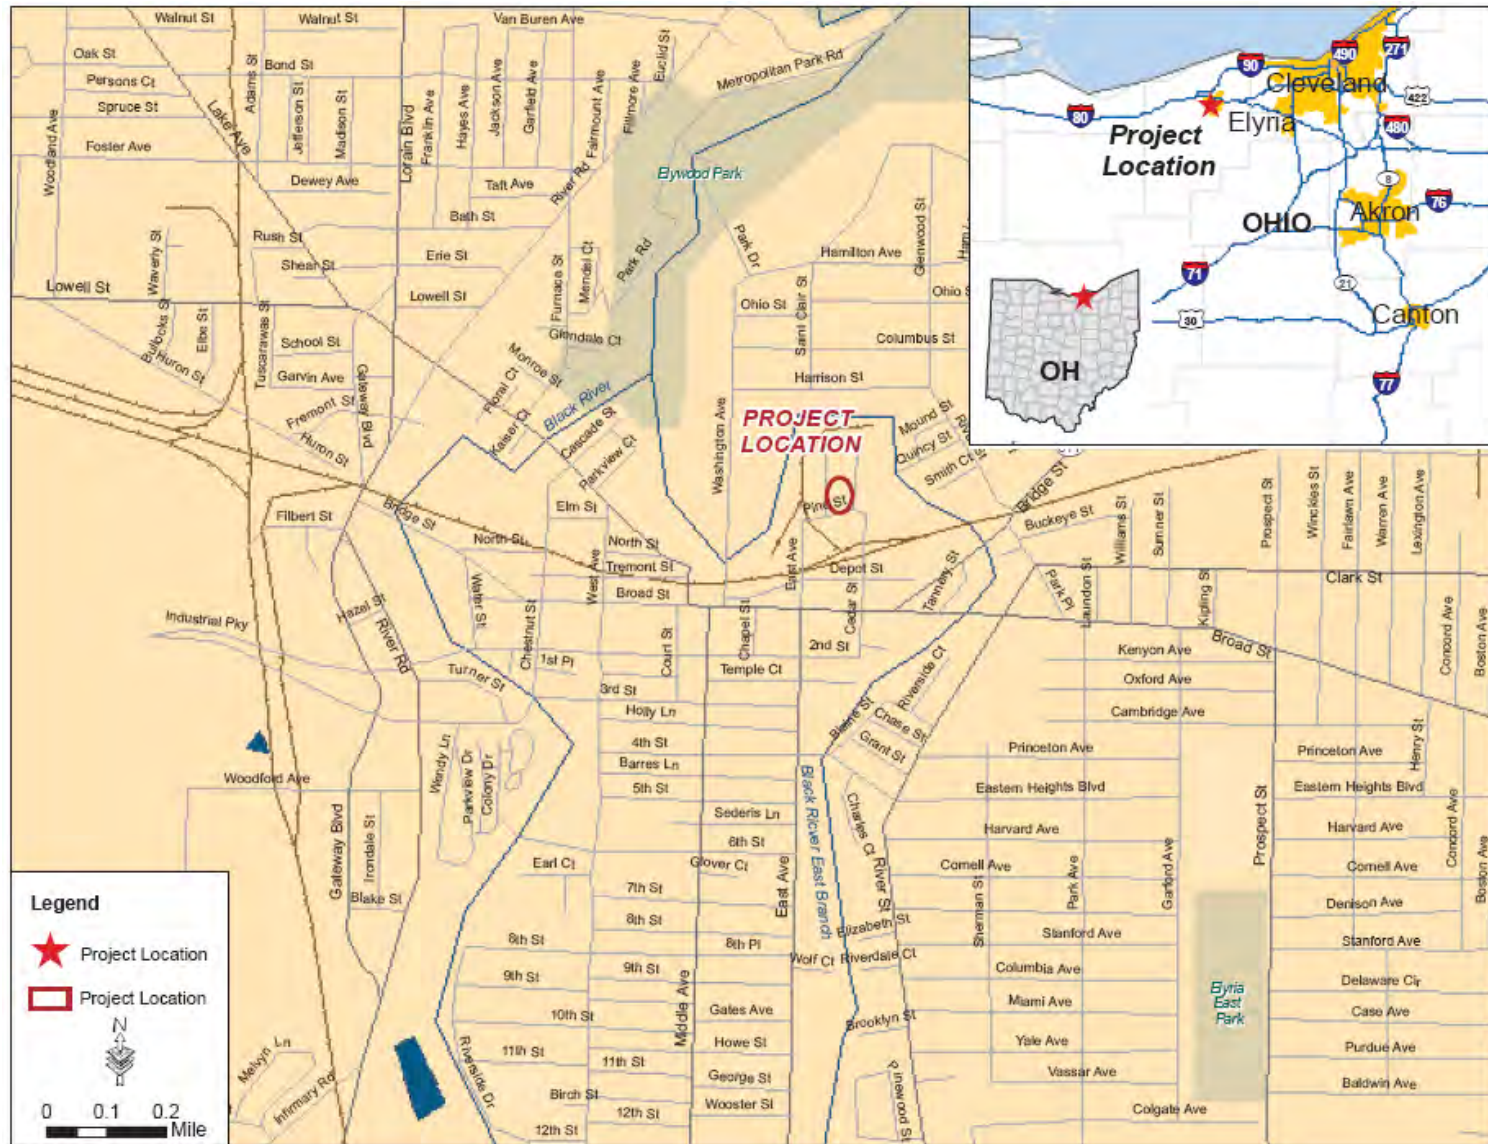 Walnut St
Walnut St
Van Buren Ave
Oak St
Bond St
Persons Ct
Spruce St
Foster Ave
Woodland Ave
Adams St
Lake Ave
Jefferson St
Madison St
Lorain Blvd
Franklin Ave
Hayes Ave
Jackson Ave
Garfield Ave
Fairmount Ave
Fillmore Ave
Euclid St
Metropolitan Park Rd
Dewey Ave
Taft Ave
Bath St
River Rd
Elywood Park
Rush St
Shear St
Erie St
Lowell St
Lowell St
Waverly St
Bullocks St
Elbe St
Huron St
Tuscarawas St
School St
Garvin Ave
Fremont St
Huron St
Gateway Blvd
Furnace St
Mendel Ct
Park Rd
Glendale Ct
Monroe St
Floral Ct
Kaiser Ct
Black River
Cascade St
Parkview Ct
Park Dr
Hamilton Ave
Glenwood St
Ohio St
Saint Clair St
Columbus St
Harrison St
Washington Ave
PROJECT
LOCATION
Mound St
Quincy St
Smith Ct
Pine St
Bridge St
Buckeye St
Williams St
Sumner St
Prospect St
Winckles St
Fairlawn Ave
Warren Ave
Lexington Ave
Filbert St
Bridge St
Elm St
North St
North St
Tremont St
Broad St
West Ave
East Ave
Depot St
Cedar St
Tannery St
Park Pl
Laundon St
Kipling St
Clark St
Broad St
Concord Ave
Boston Ave
Industrial Pky
Hazel St
River Rd
Water St
Chestnut St
1st Pl
Court St
Chapel St
2nd St
Temple Ct
Turner St
3rd St
Holly Ln
4th St
Barres Ln
5th St
Sederis Ln
6th St
Glover Ct
Riverside Ct
Blaine St
Chase St
Grant St
Kenyon Ave
Oxford Ave
Cambridge Ave
Princeton Ave
Princeton Ave
Henry St
Eastern Heights Blvd
Eastern Heights Blvd
Harvard Ave
Harvard Ave
Cornell Ave
Cornell Ave
Woodford Ave
Wendy Ln
Parkview Dr
Colony Dr
Gateway Blvd
Irondale St
Blake St
Earl Ct
7th St
8th St
8th St
8th Pl
9th St
9th St
10th St
11th St
11th St
Birch St
12th St
12th St
Riverside Dr
Middle Ave
East Ave
Black Ricver East Branch
Charles Ct
River St
Elizabeth St
Wolf Ct
Riverdale Ct
Gates Ave
Howe St
George St
Wooster St
Brooklyn St
Pinewood St
Sherman St
Park Ave
Garford Ave
Prospect St
Concord Ave
Boston Ave
Denison Ave
Stanford Ave
Stanford Ave
Columbia Ave
Miami Ave
Yale Ave
Vassar Ave
Colgate Ave
Elyria
East
Park
Delaware Cir
Case Ave
Purdue Ave
Baldwin Ave
Melvyn Ln
Infirmary Rd
Legend
Project Location
Project Location
N
0 0.1 0.2
Mile
90
490
271
Cleveland
422
80
Elyria
480
Project
Location
8
76
Akron
OHIO
71
21
30
Canton
77
OH